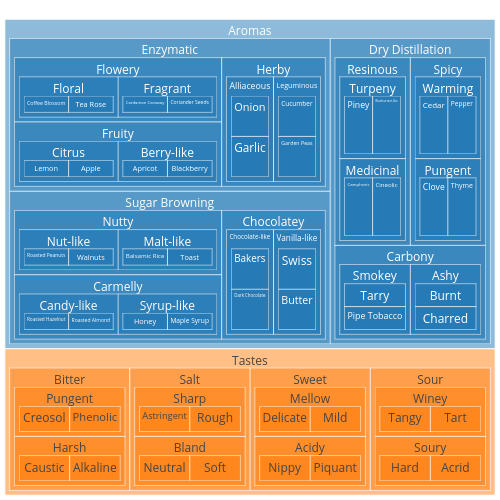 Aromas
Enzymatic
Flowery
Floral
Coffee Blossom
Tea Rose
Fragrant
Cardamon Caraway
Coriander Seeds
Fruity
Citrus
Lemon
Apple
Berry-like
Apricot
Blackberry
Herby
Alliaceous
Onion
Garlic
Leguminous
Cucumber
Garden Peas
Sugar Browning
Nutty
Nut-like
Roasted Peanuts
Walnuts
Malt-like
Balsamic Rice
Toast
Carmelly
Candy-like
Roasted Hazelnut
Roasted Almond
Syrup-like
Honey
Maple Syrup
Chocolatey
Chocolate-like
Bakers
Dark Chocolate
Vanilla-like
Swiss
Butter
Dry Distillation
Resinous
Turpeny
Piney
Medicinal
Camphoric
Cineolic
Spicy
Warming
Cedar
Pepper
Pungent
Clove
Thyme
Carbony
Smokey
Tarry
Pipe Tobacco
Ashy
Burnt
Charred
Tastes
Bitter
Pungent
Creosol
Phenolic
Harsh
Caustic
Alkaline
Salt
Sharp
Astringent
Rough
Bland
Neutral
Soft
Sweet
Mellow
Delicate
Mild
Acidy
Nippy
Piquant
Sour
Winey
Tangy
Tart
Soury
Hard
Acrid